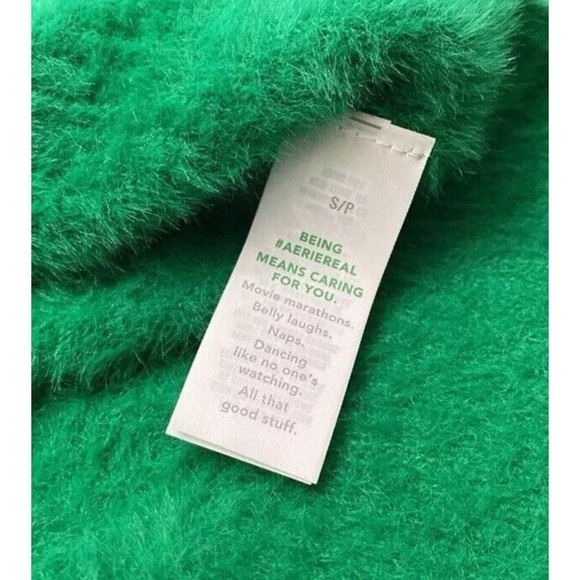 S/P
BEING
#AERIEREAL
MEANS CARING
FOR YOU.
Movie marathons.
Belly laughs.
Naps.
Dancing
like no one's
watching.
All that
good stuff.